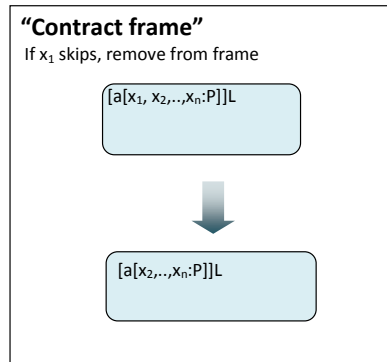 “Contract frame”
If x₁ skips, remove from frame
[a[x₁, x₂,..,xₙ:P]]L
[a[x₂,..,xₙ:P]]L